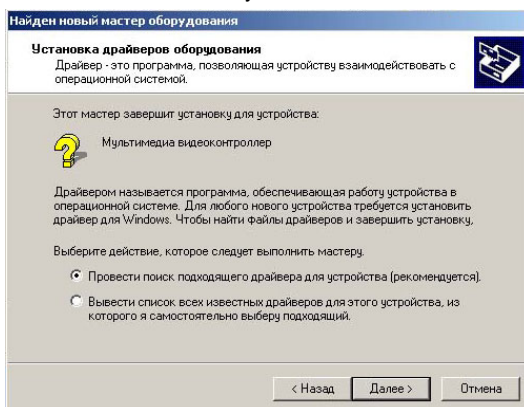 Найден новый мастер оборудования
Установка драйверов оборудования
Драйвер - это программа, позволяющая устройству взаимодействовать с
операционной системой.
Этот мастер завершит установку для устройства:
Мультимедиа видеоконтроллер
Драйвером называется программа, обеспечивающая работу устройства в
операционной системе. Для любого нового устройства требуется установить
драйвер для Windows. Чтобы найти файлы драйверов и завершить установку,
Выберите действие, которое следует выполнить мастеру.
Провести поиск подходящего драйвера для устройства (рекомендуется).
Вывести список всех известных драйверов для этого устройства, из
которого я самостоятельно выберу подходящий.
< Назад Далее > Отмена